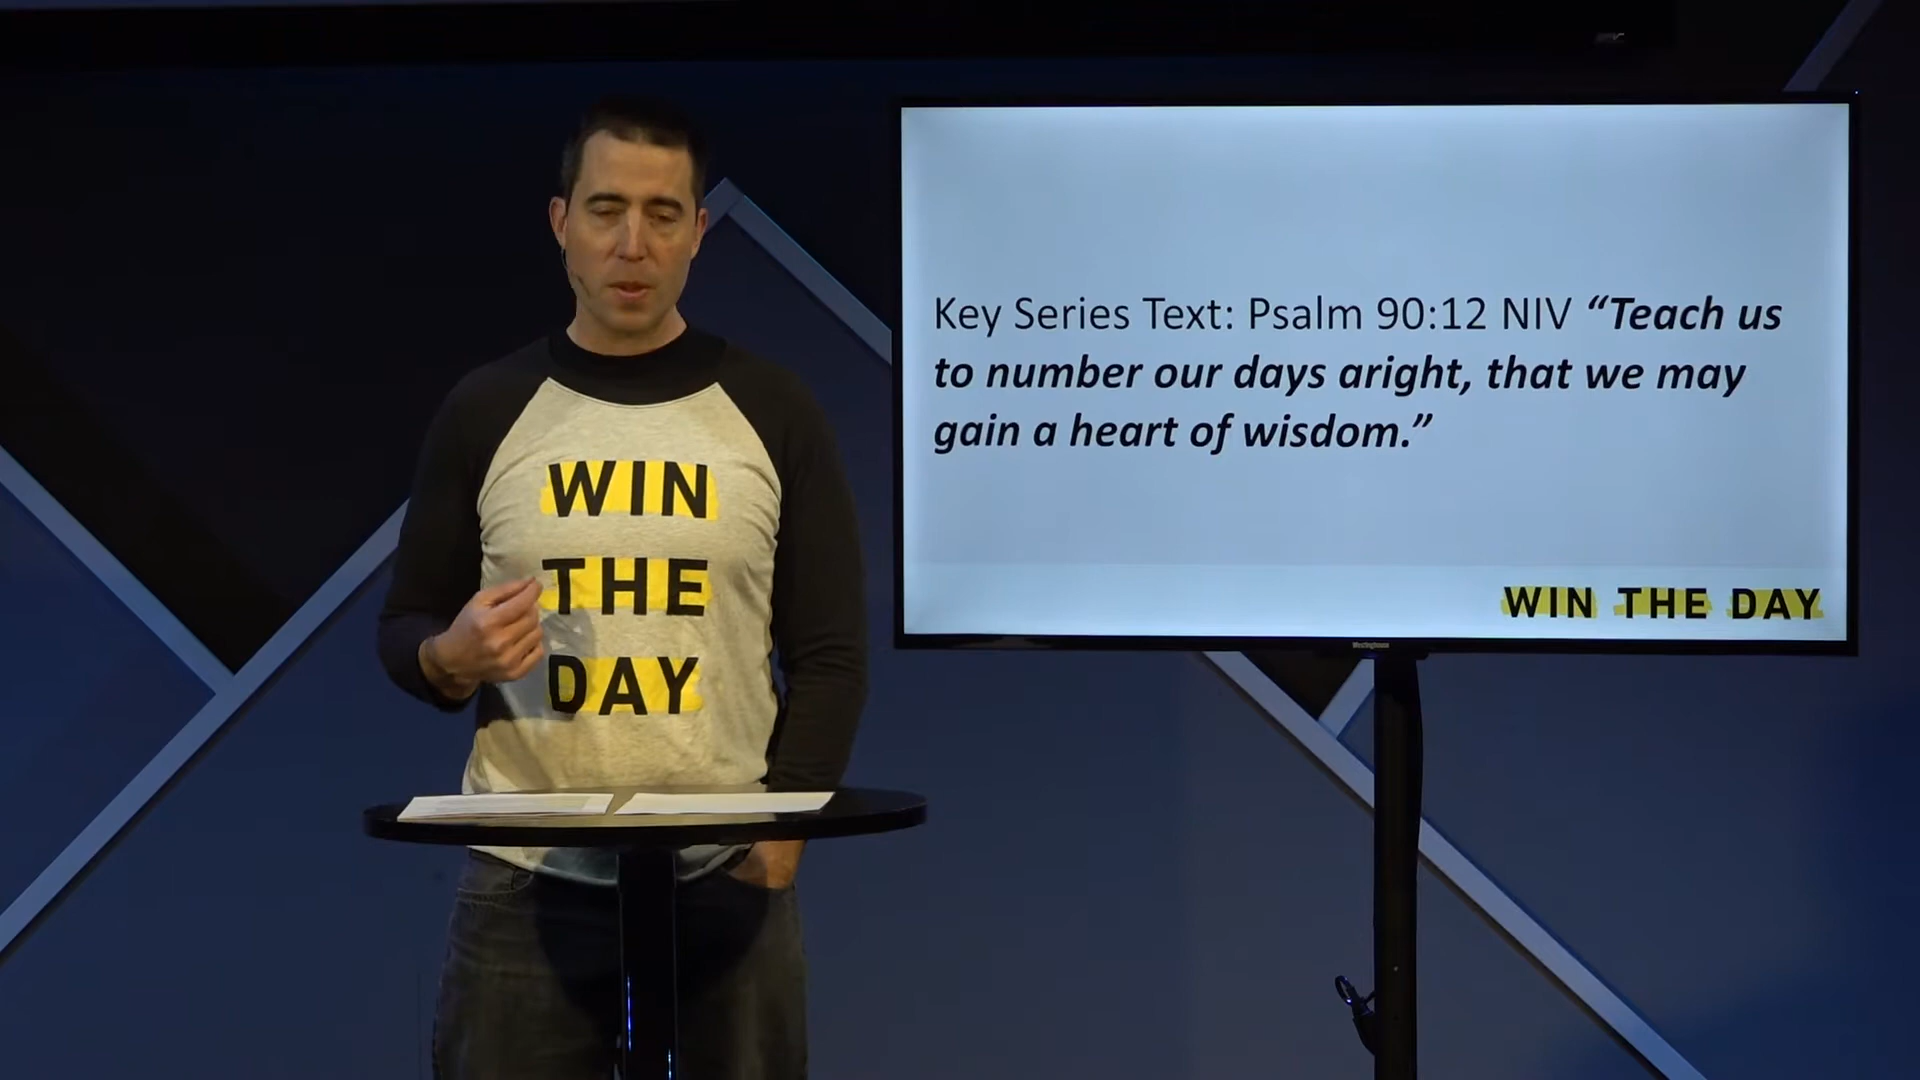 WIN
THE
DAY
Key Series Text: Psalm 90:12 NIV “Teach us
to number our days aright, that we may
gain a heart of wisdom.”
WIN THE DAY
Westinghouse